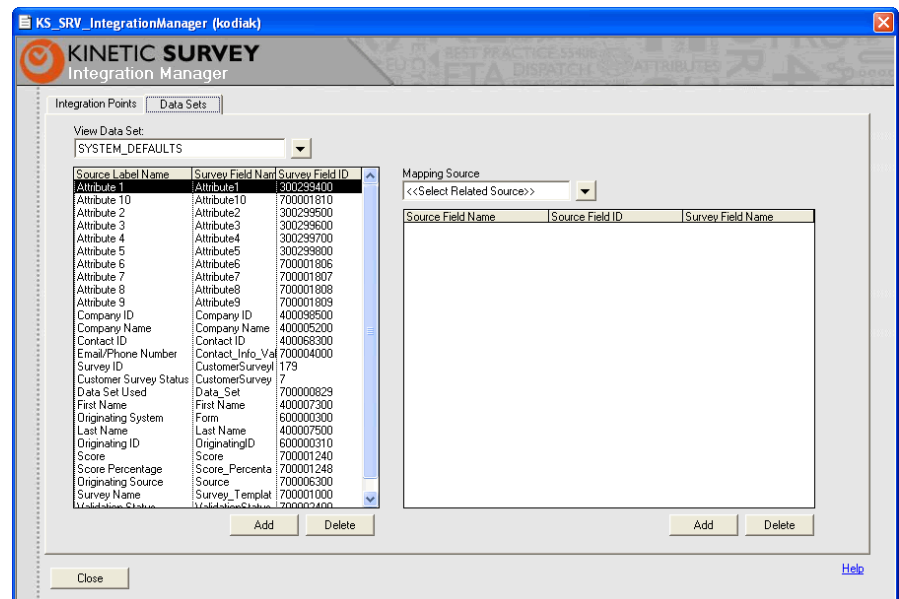 KS_SRV_IntegrationManager (kodiak)
KINETIC SURVEY
Integration Manager
BEST PRACTICE
DISPATCH
ATTRIBUTES
Integration Points
Data Sets
View Data Set:
SYSTEM_DEFAULTS
Source Label Name Survey Field Nam Survey Field ID
Attribute 1 Attribute1 300299400
Attribute 10 Attribute10 700001810
Attribute 2 Attribute2 300299500
Attribute 3 Attribute3 300299600
Attribute 4 Attribute4 300299700
Attribute 5 Attribute5 300299800
Attribute 6 Attribute6 700001806
Attribute 7 Attribute7 700001807
Attribute 8 Attribute8 700001808
Attribute 9 Attribute9 700001809
Company ID Company ID 400098500
Company Name Company Name 400005200
Contact ID Contact ID 400068300
Email/Phone Number Contact_Info_Val 700004000
Survey ID CustomerSurveyI 179
Customer Survey Status CustomerSurvey 7
Data Set Used Data_Set 700000829
First Name First Name 400007300
Originating System Form 600000300
Last Name Last Name 400007500
Originating ID OriginatingID 600000310
Score Score 700001240
Score Percentage Score_Percenta 700001248
Originating Source Source 700006300
Survey Name Survey_Templat 700001000
Validation Status ValidationStatus 700002400
Add
Delete
Mapping Source
<<Select Related Source>>
Source Field Name Source Field ID Survey Field Name
Add
Delete
Close
Help